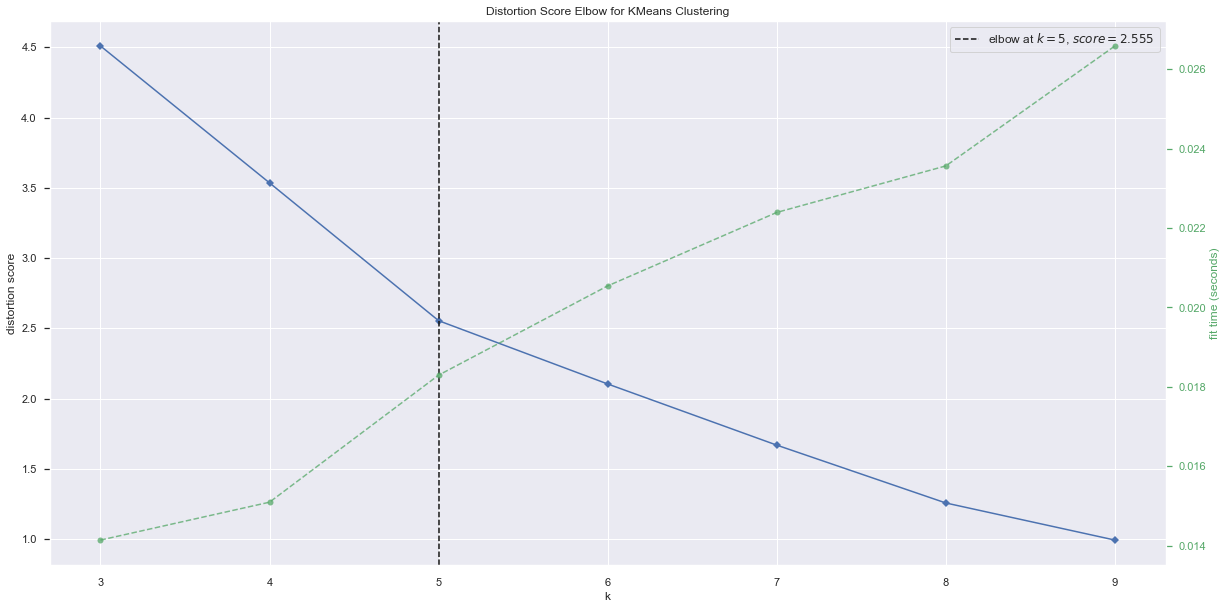 Distortion Score Elbow for KMeans Clustering
elbow at k = 5, score = 2.555
4.5
4.0
3.5
3.0
2.5
2.0
1.5
1.0
distortion score
0.026
0.024
0.022
0.020
0.018
0.016
0.014
fit time (seconds)
3 4 5 6 7 8 9
k